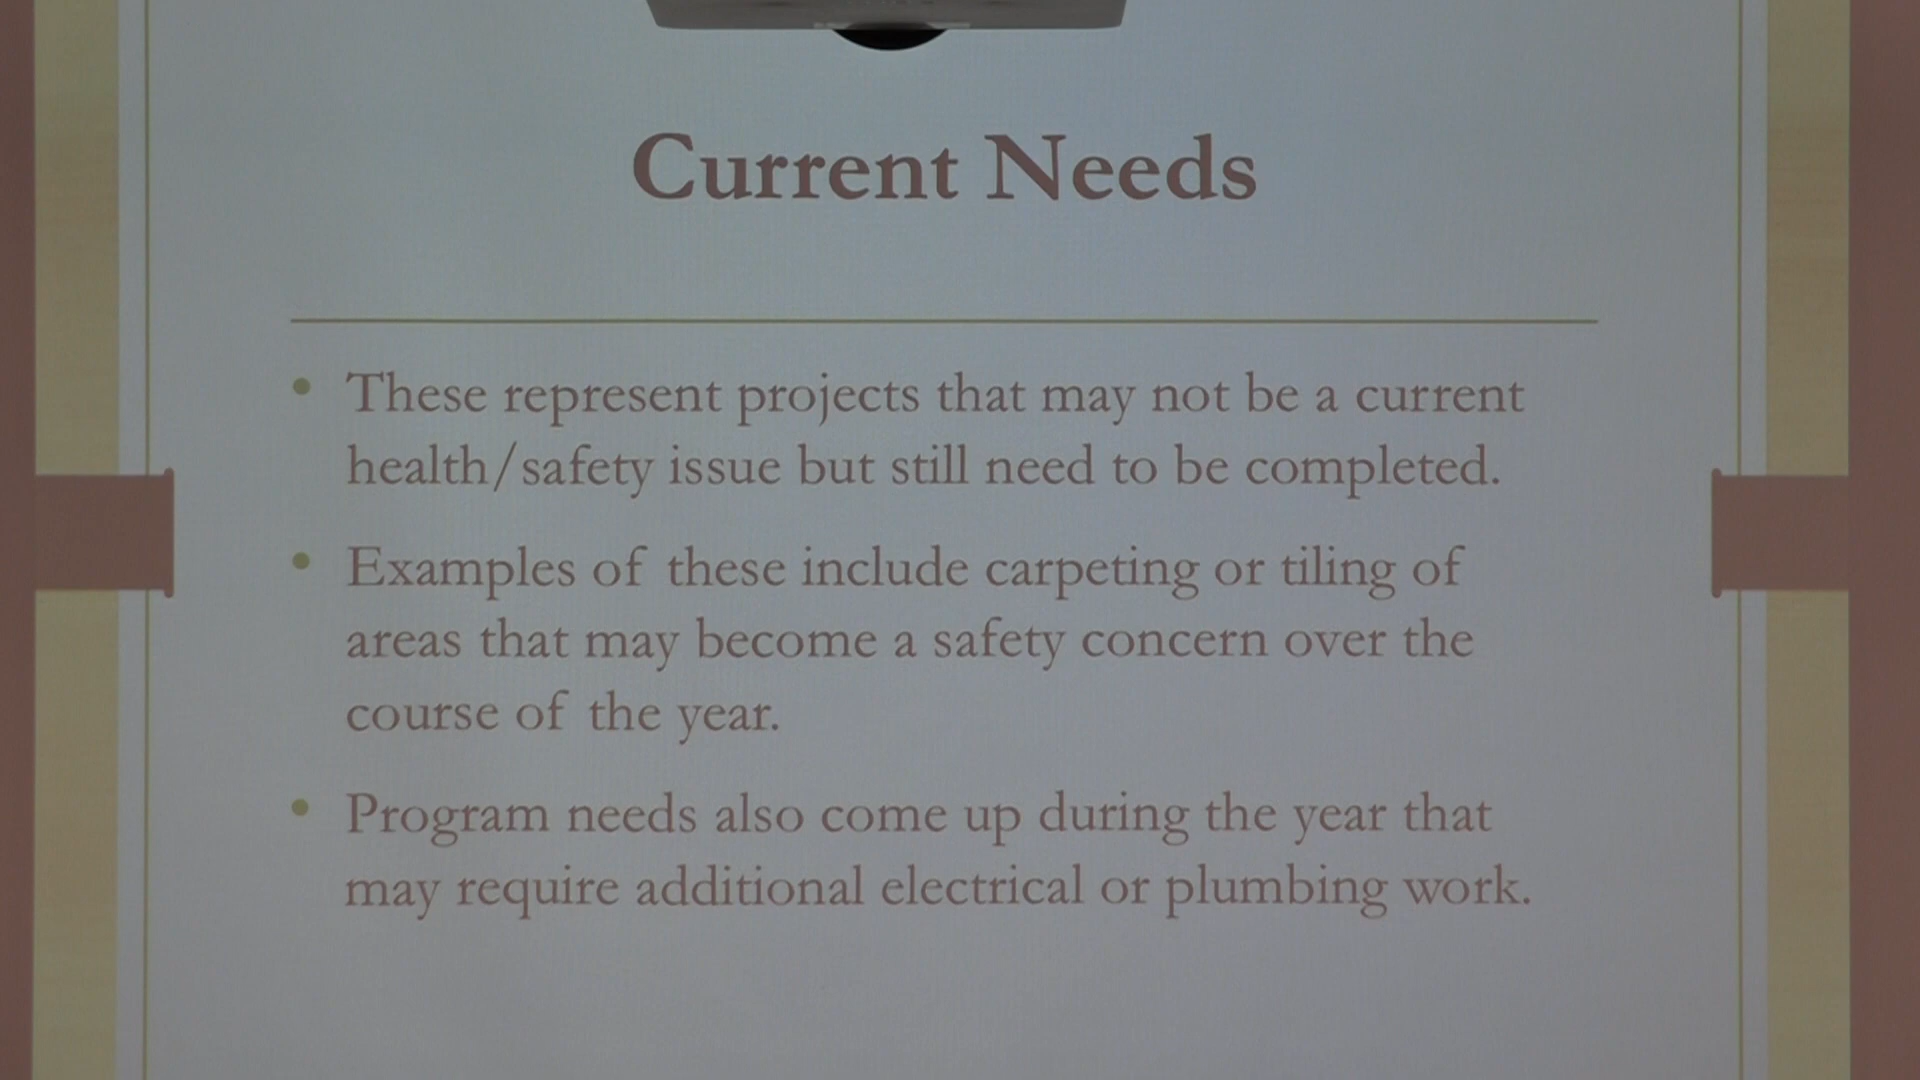 Current Needs
• These represent projects that may not be a current
health/safety issue but still need to be completed.
• Examples of these include carpeting or tiling of
areas that may become a safety concern over the
course of the year.
• Program needs also come up during the year that
may require additional electrical or plumbing work.